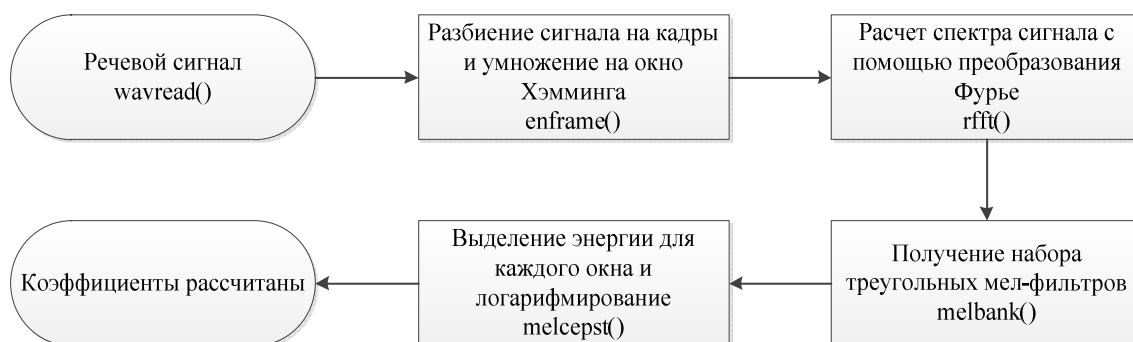 Речевой сигнал
wavread()
Разбиение сигнала на кадры
и умножение на окно
Хэмминга
enframe()
Расчет спектра сигнала с
помощью преобразования
Фурье
rfft()
Получение набора
треугольных мел-фильтров
melbank()
Выделение энергии для
каждого окна и
логарифмирование
melcepst()
Коэффициенты рассчитаны